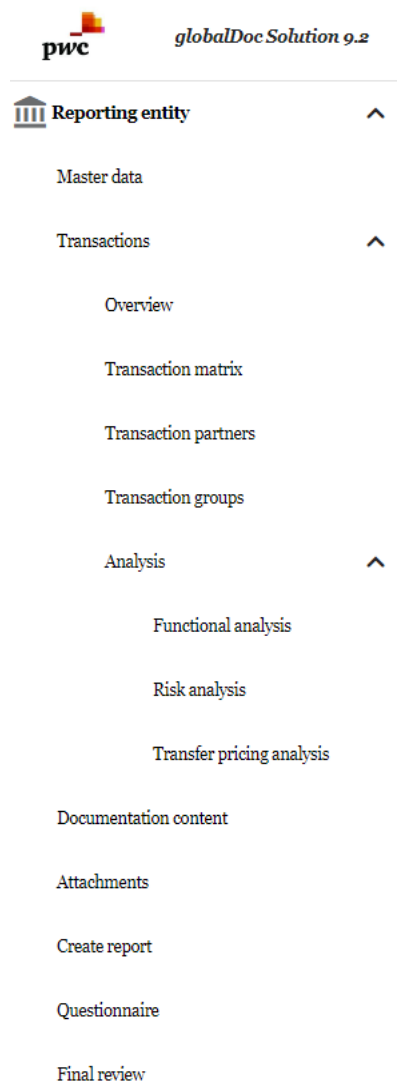 pwc
globalDoc Solution 9.2
Reporting entity
Master data
Transactions
Overview
Transaction matrix
Transaction partners
Transaction groups
Analysis
Functional analysis
Risk analysis
Transfer pricing analysis
Documentation content
Attachments
Create report
Questionnaire
Final review